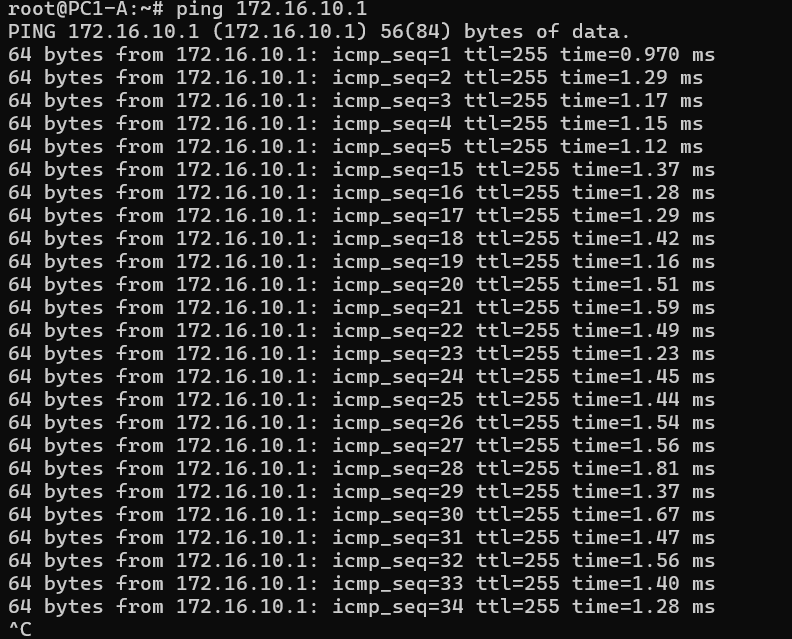 root@PC1-A:~# ping 172.16.10.1
PING 172.16.10.1 (172.16.10.1) 56(84) bytes of data.
64 bytes from 172.16.10.1: icmp_seq=1 ttl=255 time=0.970 ms
64 bytes from 172.16.10.1: icmp_seq=2 ttl=255 time=1.29 ms
64 bytes from 172.16.10.1: icmp_seq=3 ttl=255 time=1.17 ms
64 bytes from 172.16.10.1: icmp_seq=4 ttl=255 time=1.15 ms
64 bytes from 172.16.10.1: icmp_seq=5 ttl=255 time=1.12 ms
64 bytes from 172.16.10.1: icmp_seq=15 ttl=255 time=1.37 ms
64 bytes from 172.16.10.1: icmp_seq=16 ttl=255 time=1.28 ms
64 bytes from 172.16.10.1: icmp_seq=17 ttl=255 time=1.29 ms
64 bytes from 172.16.10.1: icmp_seq=18 ttl=255 time=1.42 ms
64 bytes from 172.16.10.1: icmp_seq=19 ttl=255 time=1.16 ms
64 bytes from 172.16.10.1: icmp_seq=20 ttl=255 time=1.51 ms
64 bytes from 172.16.10.1: icmp_seq=21 ttl=255 time=1.59 ms
64 bytes from 172.16.10.1: icmp_seq=22 ttl=255 time=1.49 ms
64 bytes from 172.16.10.1: icmp_seq=23 ttl=255 time=1.23 ms
64 bytes from 172.16.10.1: icmp_seq=24 ttl=255 time=1.45 ms
64 bytes from 172.16.10.1: icmp_seq=25 ttl=255 time=1.44 ms
64 bytes from 172.16.10.1: icmp_seq=26 ttl=255 time=1.54 ms
64 bytes from 172.16.10.1: icmp_seq=27 ttl=255 time=1.56 ms
64 bytes from 172.16.10.1: icmp_seq=28 ttl=255 time=1.81 ms
64 bytes from 172.16.10.1: icmp_seq=29 ttl=255 time=1.37 ms
64 bytes from 172.16.10.1: icmp_seq=30 ttl=255 time=1.67 ms
64 bytes from 172.16.10.1: icmp_seq=31 ttl=255 time=1.47 ms
64 bytes from 172.16.10.1: icmp_seq=32 ttl=255 time=1.56 ms
64 bytes from 172.16.10.1: icmp_seq=33 ttl=255 time=1.40 ms
64 bytes from 172.16.10.1: icmp_seq=34 ttl=255 time=1.28 ms
^C